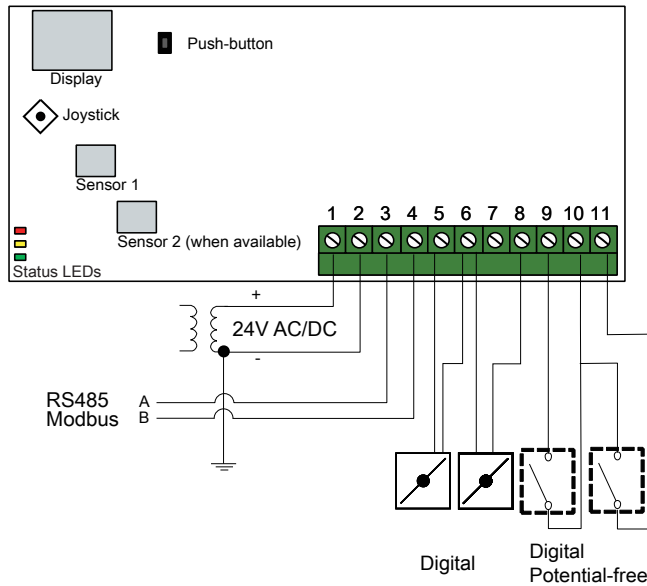 Push-button
Display
Joystick
Sensor 1
Sensor 2 (when available)
Status LEDs
1 2 3 4 5 6 7 8 9 10 11
+
24V AC/DC
-
RS485 A
Modbus B
Digital
Digital
Potential-free